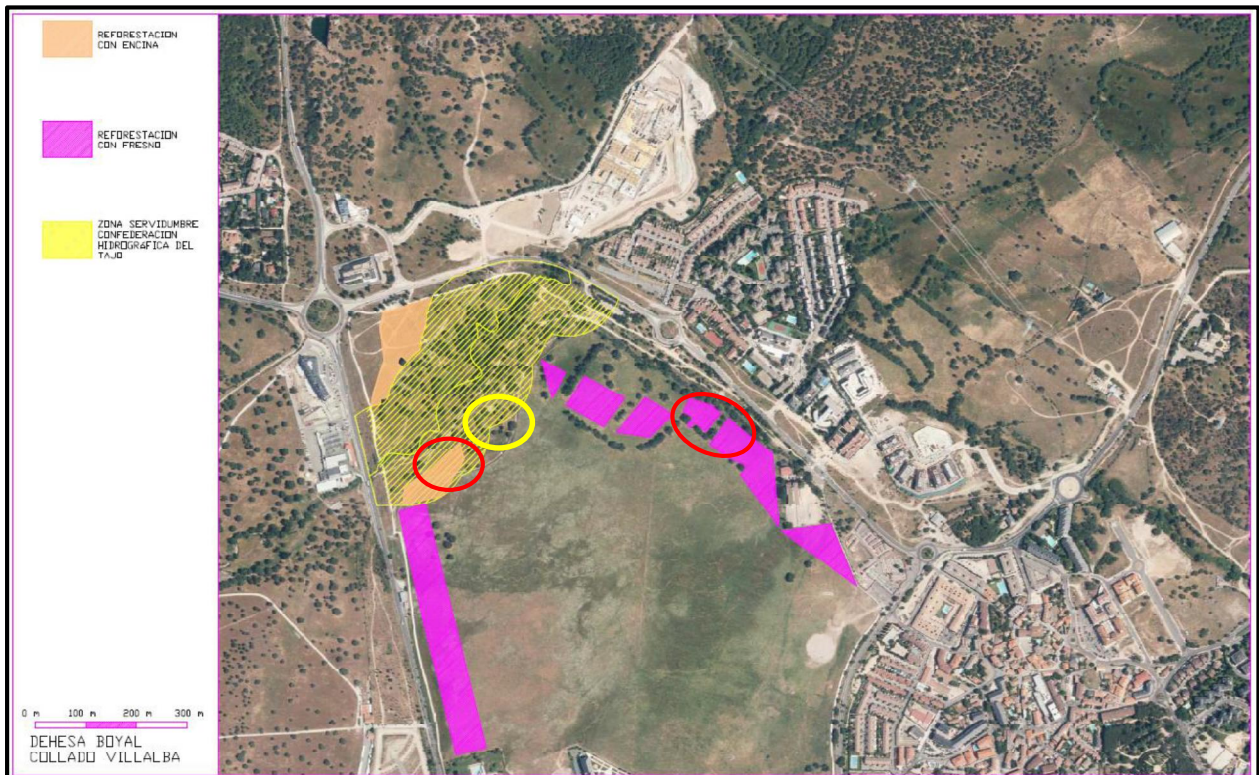 REFORESTACION
CON ENCINA
REFORESTACION
CON FRESNO
ZONA SERVIDUMBRE
CONFEDERACION
HIDROGRAFICA DEL
TAJO
0 m 100 m 200 m 300 m
DEHESA BOYAL
COLLADO VILLALBA